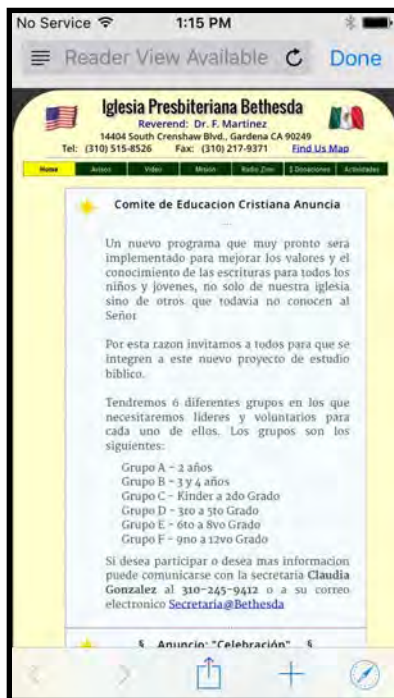 No Service 1:15 PM
Reader View Available Done
Iglesia Presbiteriana Bethesda
Reverend: Dr. F. Martinez
14404 South Crenshaw Blvd., Gardena CA 90249
Tel: (310) 515-8526 Fax: (310) 217-9371 Find Us Map
Home Avisos Video Mision Radio Zion $ Donaciones Actividades
Comite de Educacion Cristiana Anuncia
Un nuevo programa que muy pronto sera
implementado para mejorar los valores y el
conocimiento de las escrituras para todos los
niños y jovenes, no solo de nuestra iglesia
sino de otros que todavia no conocen al
Señor
Por esta razon invitamos a todos para que se
integren a este nuevo proyecto de estudio
biblico.
Tendremos 6 diferentes grupos en los que
necesitaremos lideres y voluntarios para
cada uno de ellos. Los grupos son los
siguientes:
Grupo A - 2 años
Grupo B - 3 y 4 años
Grupo C - Kinder a 2do Grado
Grupo D - 3ro a 5to Grado
Grupo E - 6to a 8vo Grado
Grupo F - 9no a 12vo Grado
Si desea participar o desea mas informacion
puede comunicarse con la secretaria Claudia
Gonzalez al 310-245-9412 o a su correo
electronico Secretaria@Bethesda
§ Anuncio: "Celebración" §